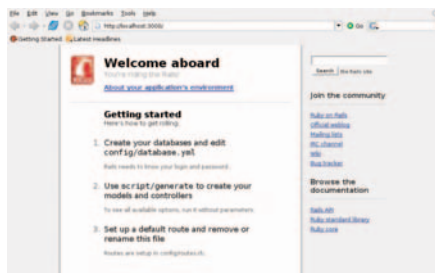 File Edit View Go Bookmarks Tools Help
http://localhost:3000/
Go
Getting Started Latest Headlines
Welcome aboard
You're riding the Rails!
About your application's environment
Getting started
Here's how to get rolling:
1. Create your databases and edit
config/database.yml
Rails needs to know your login and password.
2. Use script/generate to create your
models and controllers
To see all available options, run it without parameters.
3. Set up a default route and remove or
rename this file
Routes are setup in config/routes.rb.
Search the Rails site
Join the community
Ruby on Rails
Official weblog
Mailing lists
IRC channel
Wiki
Bug tracker
Browse the
documentation
Rails API
Ruby standard library
Ruby core